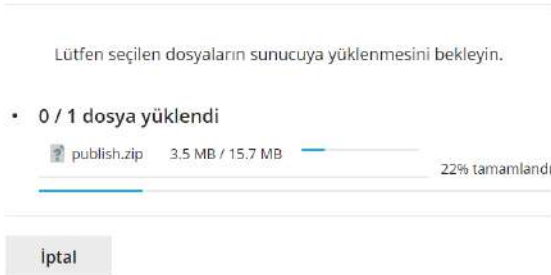 Lütfen seçilen dosyaların sunucuya yüklenmesini bekleyin.
• 0 / 1 dosya yüklendi
publish.zip 3.5 MB / 15.7 MB
22% tamamlandı
İptal